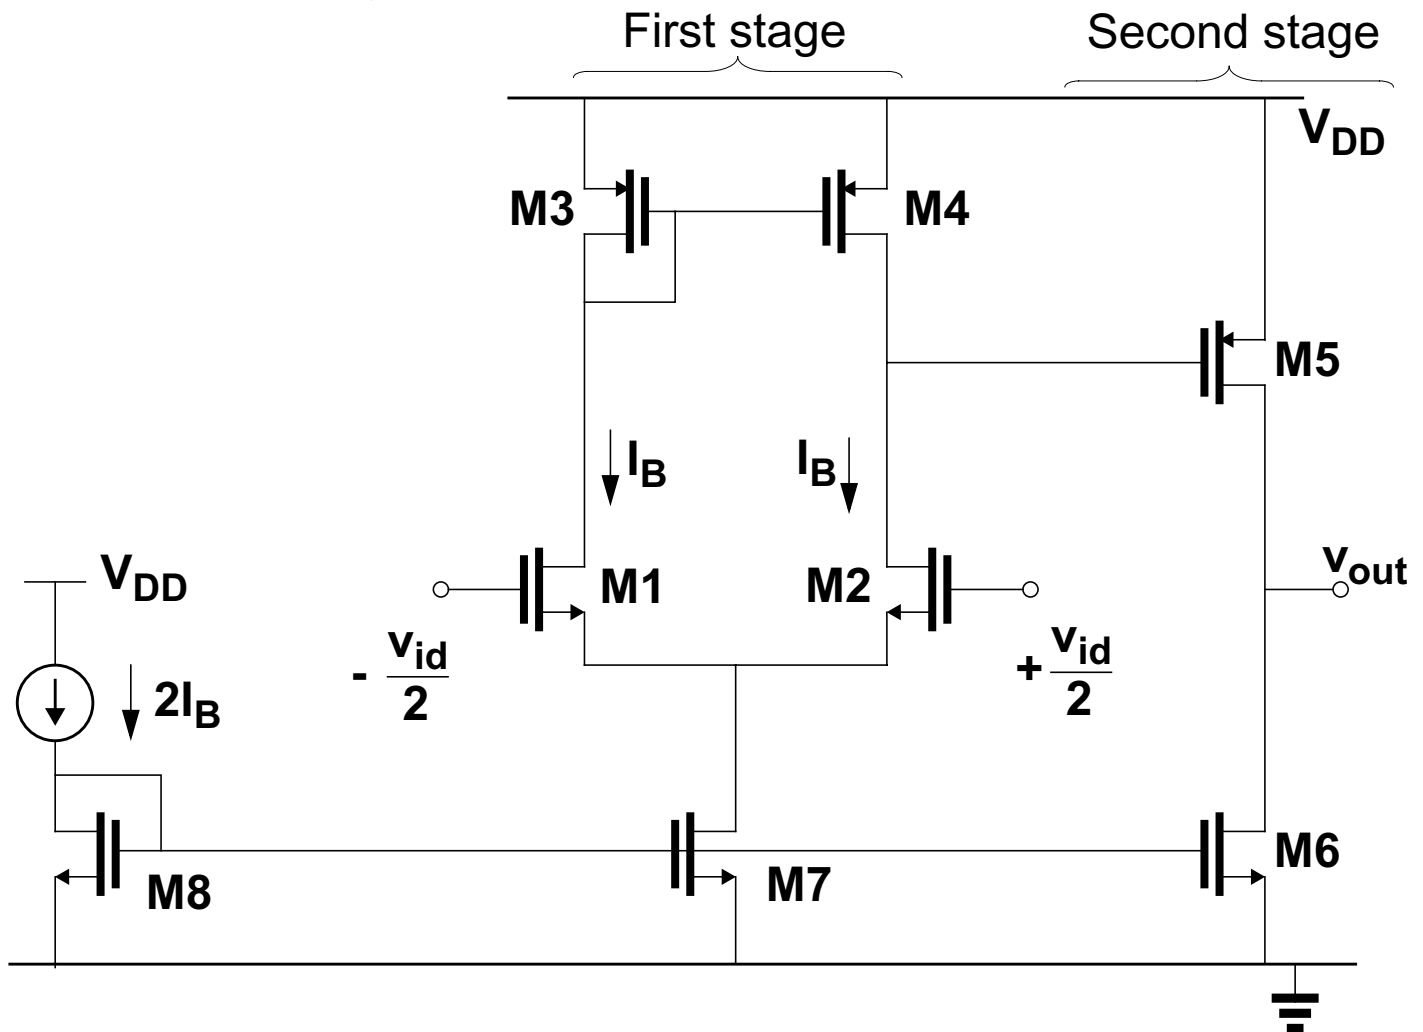 First stage
Second stage
VDD
M3
M4
M5
IB
IB
VDD
M1
M2
vout
- vid/2
+ vid/2
2IB
M8
M7
M6